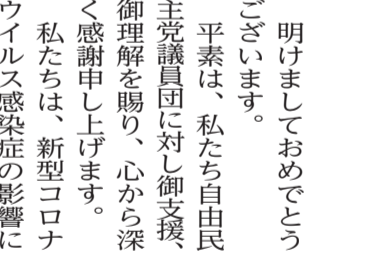 明けましておめでとう
ございます。
平素は、私たち自由民
主党議員団に対し御支援、
御理解を賜り、心から深
く感謝申し上げます。
私たちは、新型コロナ
ウイルス感染症の影響に